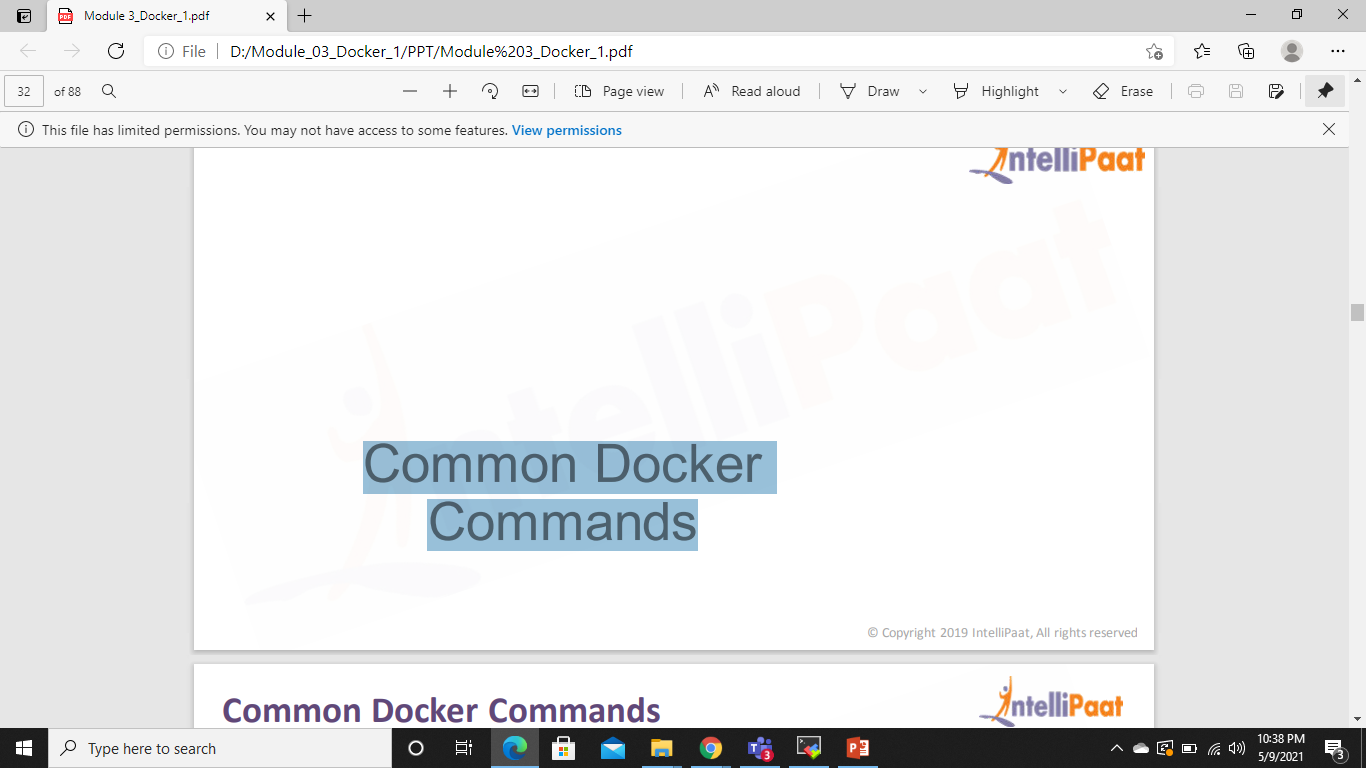 Module 3_Docker_1.pdf
File D:/Module_03_Docker_1/PPT/Module%203_Docker_1.pdf
32 of 88 Page view Read aloud Draw Highlight Erase
This file has limited permissions. You may not have access to some features. View permissions
IntelliPaat
IntelliPaat
Common Docker
Commands
© Copyright 2019 IntelliPaat, All rights reserved
Common Docker Commands
IntelliPaat
Type here to search
3
10:38 PM
5/9/2021
3